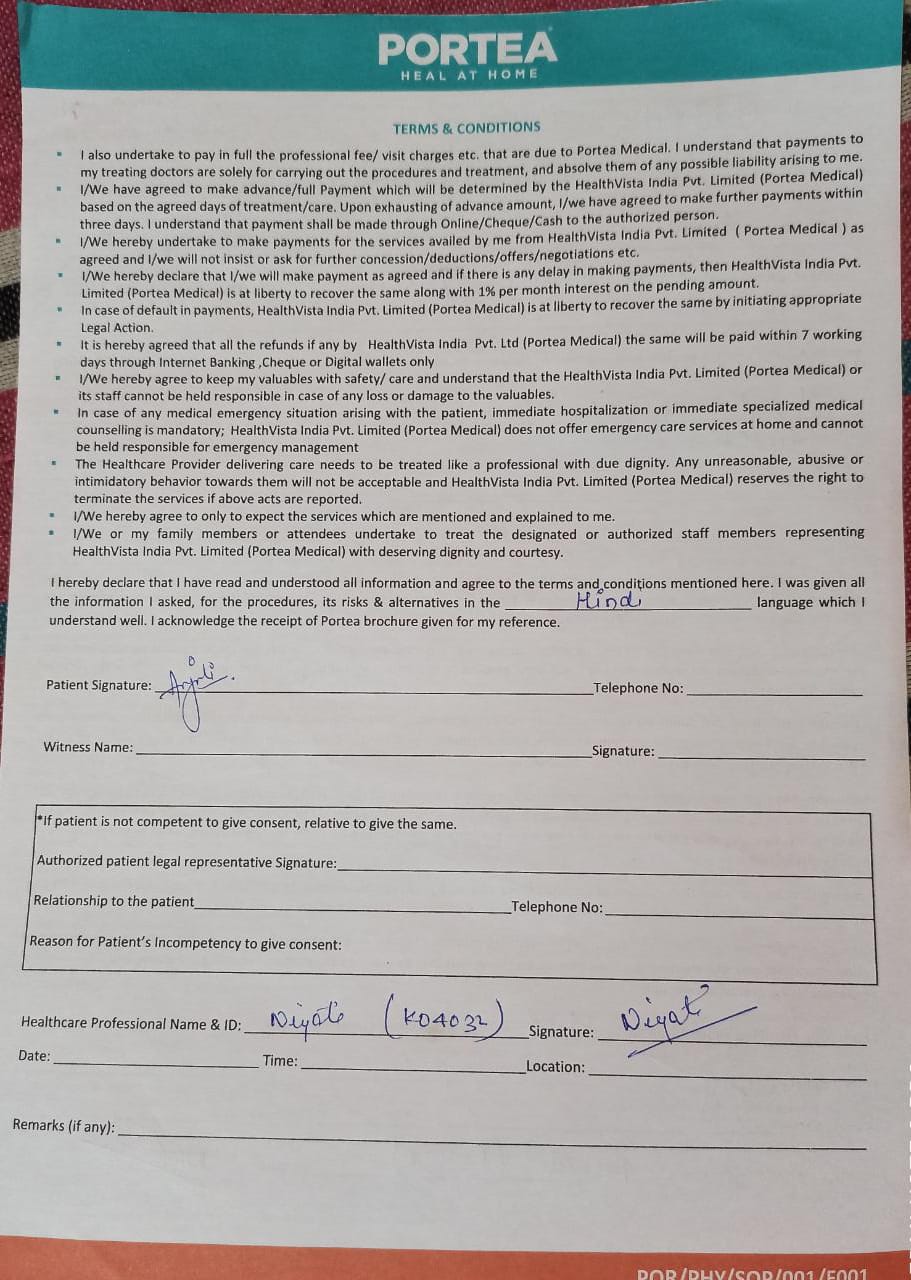 PORTEA
HEAL AT HOME
TERMS & CONDITIONS
▪ I also undertake to pay in full the professional fee/ visit charges etc. that are due to Portea Medical. I understand that payments to
my treating doctors are solely for carrying out the procedures and treatment, and absolve them of any possible liability arising to me.
▪ I/We have agreed to make advance/full Payment which will be determined by the HealthVista India Pvt. Limited (Portea Medical)
based on the agreed days of treatment/care. Upon exhausting of advance amount, I/we have agreed to make further payments within
three days. I understand that payment shall be made through Online/Cheque/Cash to the authorized person.
▪ I/We hereby undertake to make payments for the services availed by me from HealthVista India Pvt. Limited ( Portea Medical ) as
agreed and I/we will not insist or ask for further concession/deductions/offers/negotiations etc.
▪ I/We hereby declare that I/we will make payment as agreed and if there is any delay in making payments, then HealthVista India Pvt.
Limited (Portea Medical) is at liberty to recover the same along with 1% per month interest on the pending amount.
▪ In case of default in payments, HealthVista India Pvt. Limited (Portea Medical) is at liberty to recover the same by initiating appropriate
Legal Action.
▪ It is hereby agreed that all the refunds if any by HealthVista India Pvt. Ltd (Portea Medical) the same will be paid within 7 working
days through Internet Banking ,Cheque or Digital wallets only
▪ I/We hereby agree to keep my valuables with safety/ care and understand that the HealthVista India Pvt. Limited (Portea Medical) or
its staff cannot be held responsible in case of any loss or damage to the valuables.
▪ In case of any medical emergency situation arising with the patient, immediate hospitalization or immediate specialized medical
counselling is mandatory; HealthVista India Pvt. Limited (Portea Medical) does not offer emergency care services at home and cannot
be held responsible for emergency management
▪ The Healthcare Provider delivering care needs to be treated like a professional with due dignity. Any unreasonable, abusive or
intimidatory behavior towards them will not be acceptable and HealthVista India Pvt. Limited (Portea Medical) reserves the right to
terminate the services if above acts are reported.
▪ I/We hereby agree to only to expect the services which are mentioned and explained to me.
▪ I/We or my family members or attendees undertake to treat the designated or authorized staff members representing
HealthVista India Pvt. Limited (Portea Medical) with deserving dignity and courtesy.
I hereby declare that I have read and understood all information and agree to the terms and conditions mentioned here. I was given all
the information I asked, for the procedures, its risks & alternatives in the Hindi language which I
understand well. I acknowledge the receipt of Portea brochure given for my reference.
Patient Signature: Telephone No:
Witness Name: Signature:
*If patient is not competent to give consent, relative to give the same.
Authorized patient legal representative Signature:
Relationship to the patient Telephone No:
Reason for Patient's Incompetency to give consent:
Healthcare Professional Name & ID: Niyati (K04032) Signature: Niyati
Date: Time: Location:
Remarks (if any):
POR/PHY/SOP/001/F001